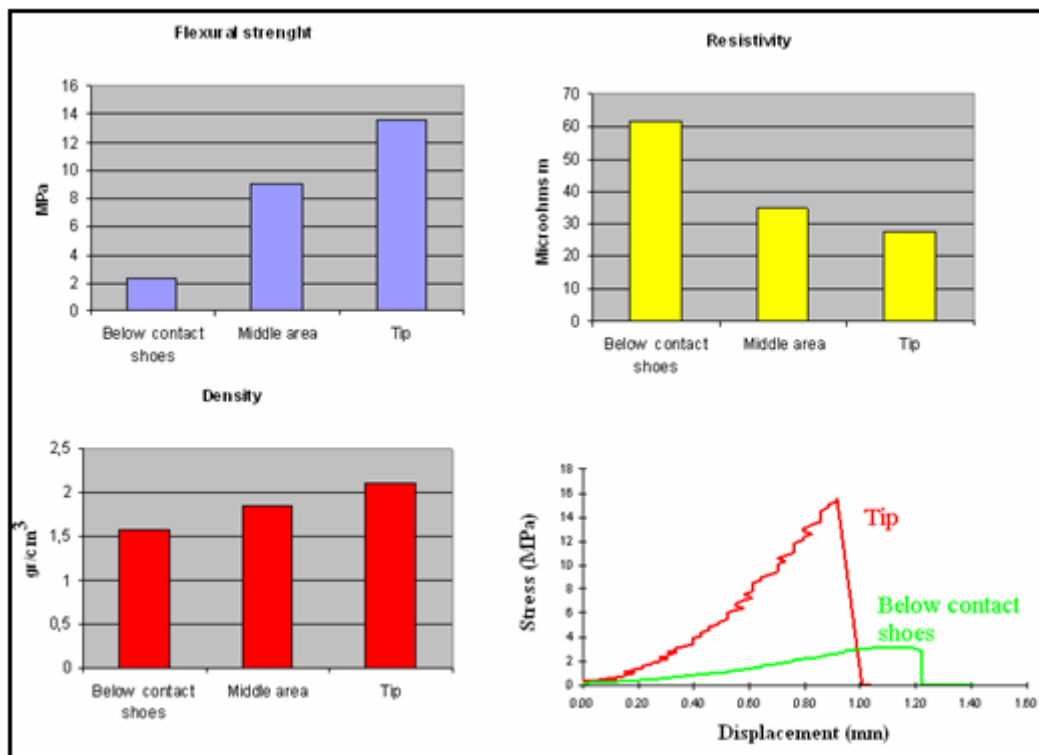 Flexural strenght
16
14
12
10
8
6
4
2
0
MPa
Below contact
shoes
Middle area
Tip
Resistivity
70
60
50
40
30
20
10
0
Microohms m
Below contact
shoes
Middle area
Tip
Density
2,5
2
1,5
1
0,5
0
gr/cm³
Below contact
shoes
Middle area
Tip
18
16
14
12
10
8
6
4
2
0
Stress (MPa)
Tip
Below contact
shoes
0.00 0.20 0.40 0.60 0.80 1.00 1.20 1.40 1.60
Displacement (mm)